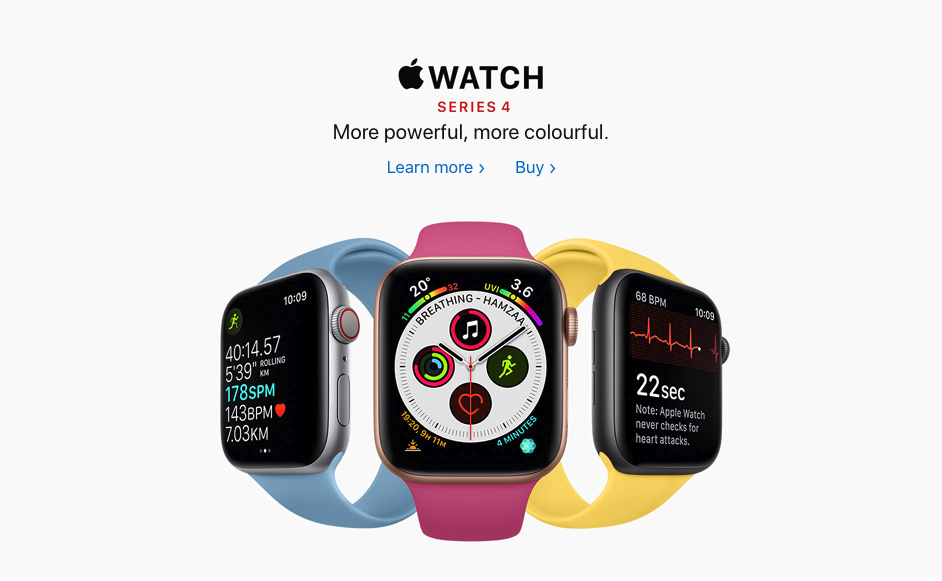 WATCH
SERIES 4
More powerful, more colourful.
Learn more ›
Buy ›
10:09
40:14.57
5'39" ROLLING KM
178SPM
143BPM
7.03KM
20°
11
32
UVI
3.6
BREATHING - HAMZAA
19:20, 9H 11M
4 MINUTES
68 BPM
10:09
22sec
Note: Apple Watch
never checks for
heart attacks.